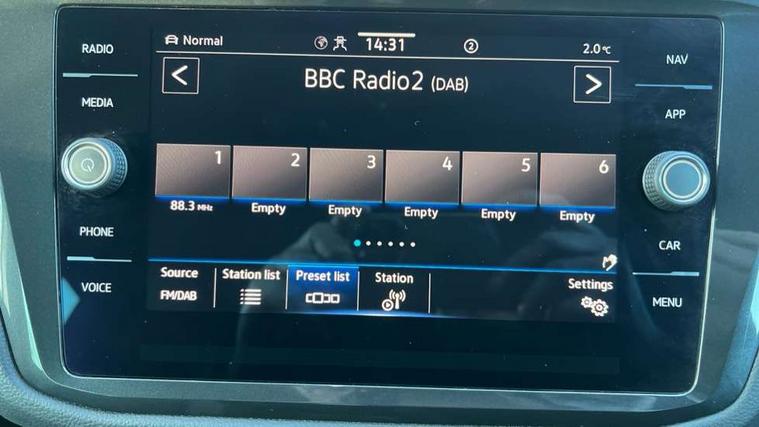 RADIO
MEDIA
PHONE
VOICE
Normal
14:31
2
2.0°C
BBC Radio2 (DAB)
1 2 3 4 5 6
88.3 MHz Empty Empty Empty Empty Empty
Source Station list Preset list Station Settings
FM/DAB
NAV
APP
CAR
MENU